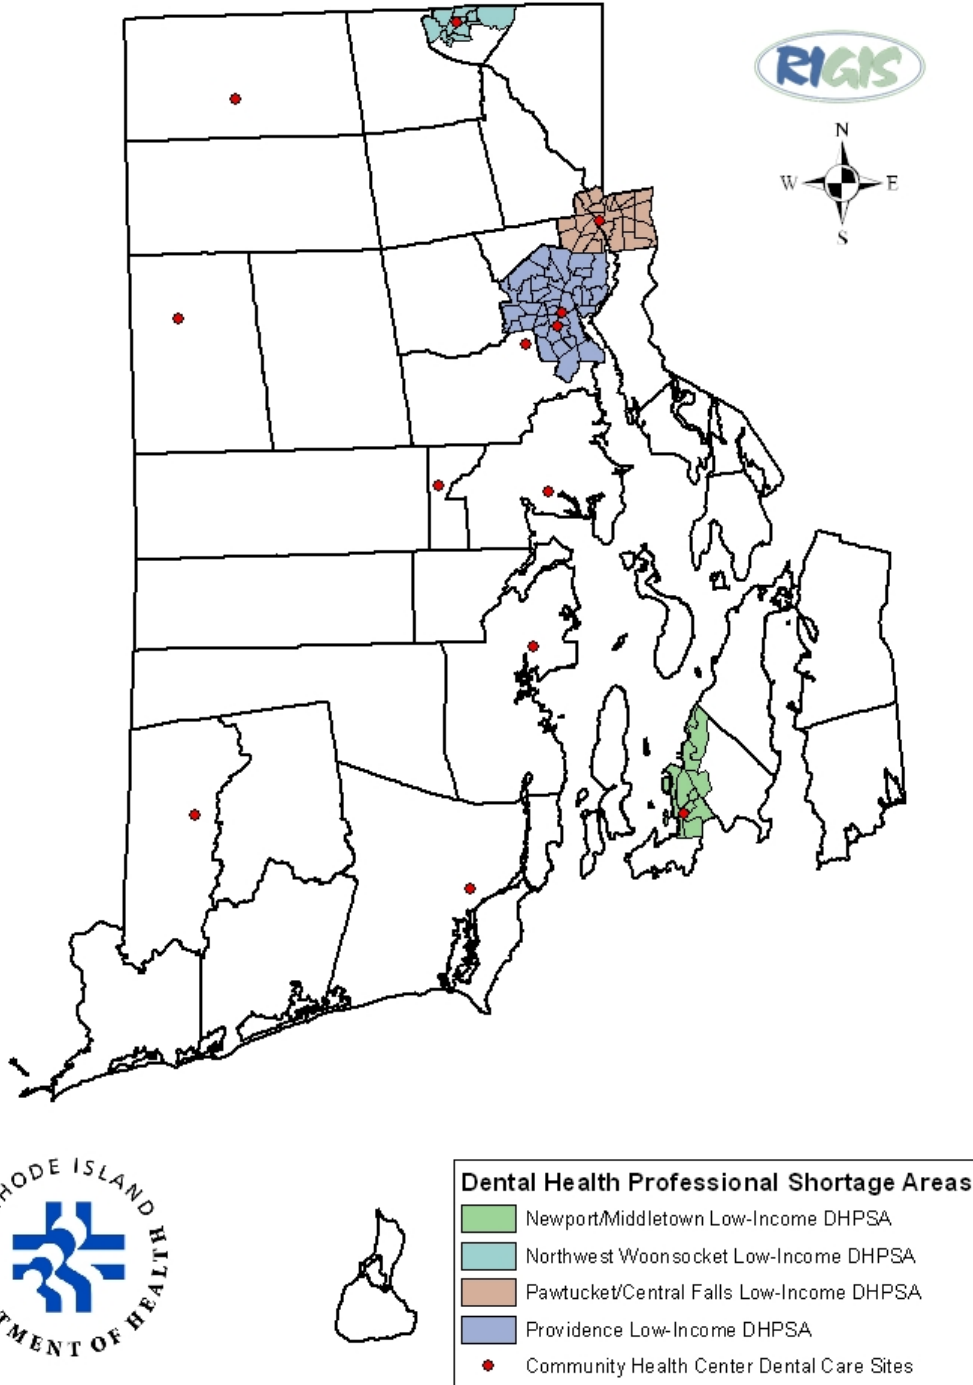 RIGIS
N
W E
S
HODE ISLAND
TMENT OF HEALTH
Dental Health Professional Shortage Areas
Newport/Middletown Low-Income DHPSA
Northwest Woonsocket Low-Income DHPSA
Pawtucket/Central Falls Low-Income DHPSA
Providence Low-Income DHPSA
Community Health Center Dental Care Sites